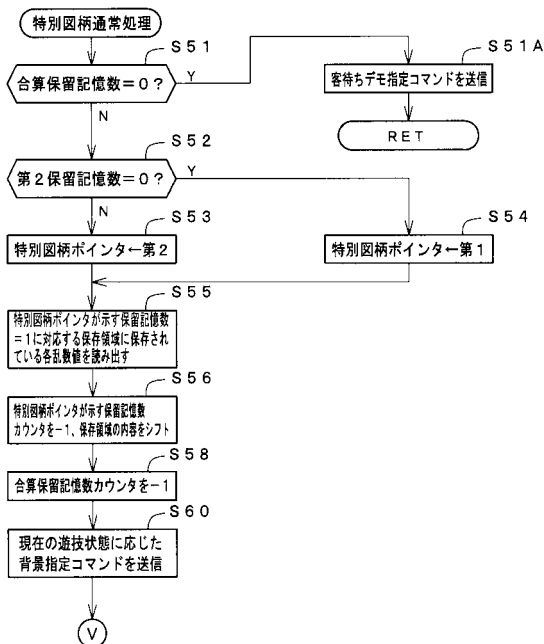 特別図柄通常処理
S51
合算保留記憶数=0?
Y
N
S51A
客待ちデモ指定コマンドを送信
RET
S52
第2保留記憶数=0?
Y
N
S53
特別図柄ポインタ←第2
S54
特別図柄ポインタ←第1
S55
特別図柄ポインタが示す保留記憶数
=1に対応する保存領域に保存され
ている各乱数値を読み出す
S56
特別図柄ポインタが示す保留記憶数
カウンタを−1、保存領域の内容をシフト
S58
合算保留記憶数カウンタを−1
S60
現在の遊技状態に応じた
背景指定コマンドを送信
V